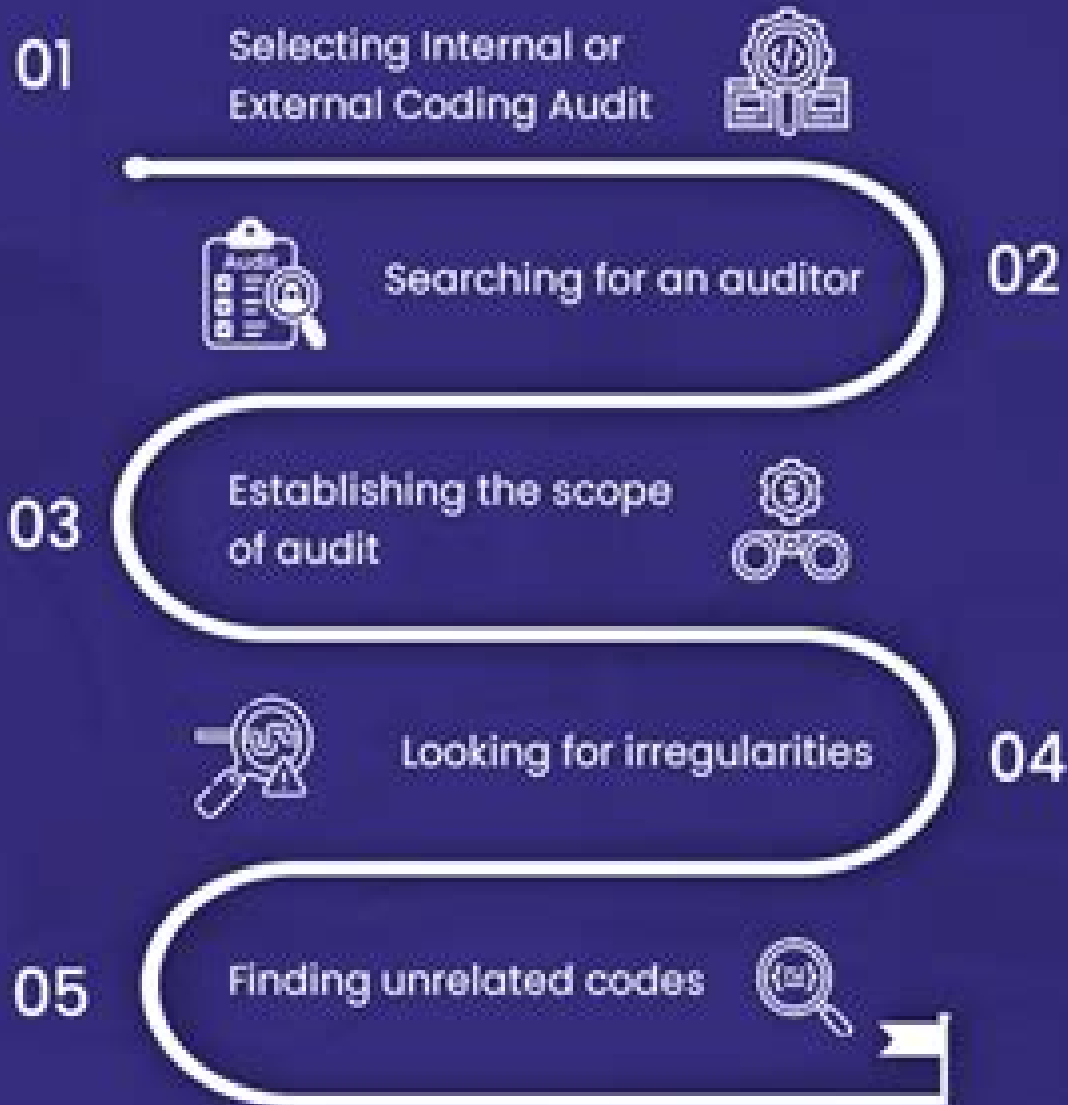 01
Selecting Internal or
External Coding Audit
Audit
Searching for an auditor
02
03
Establishing the scope
of audit
Looking for irregularities
04
05
Finding unrelated codes